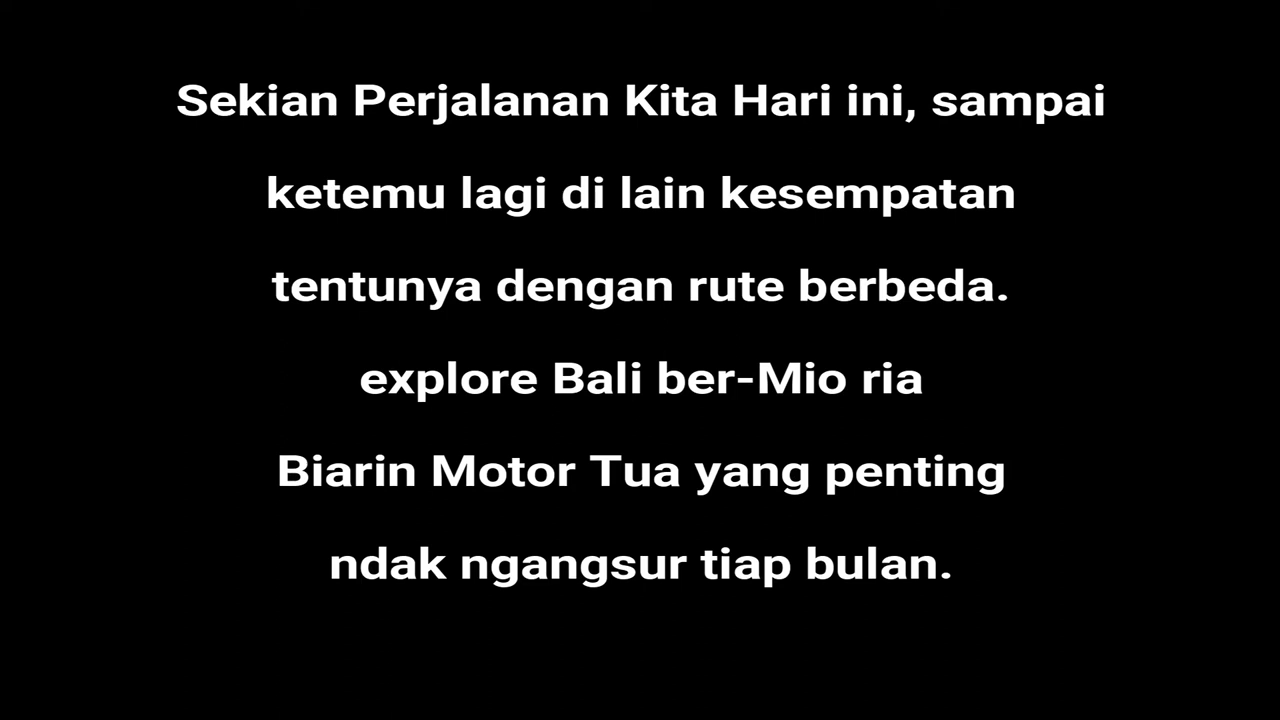 Sekian Perjalanan Kita Hari ini, sampai
ketemu lagi di lain kesempatan
tentunya dengan rute berbeda.
explore Bali ber-Mio ria
Biarin Motor Tua yang penting
ndak ngangsur tiap bulan.